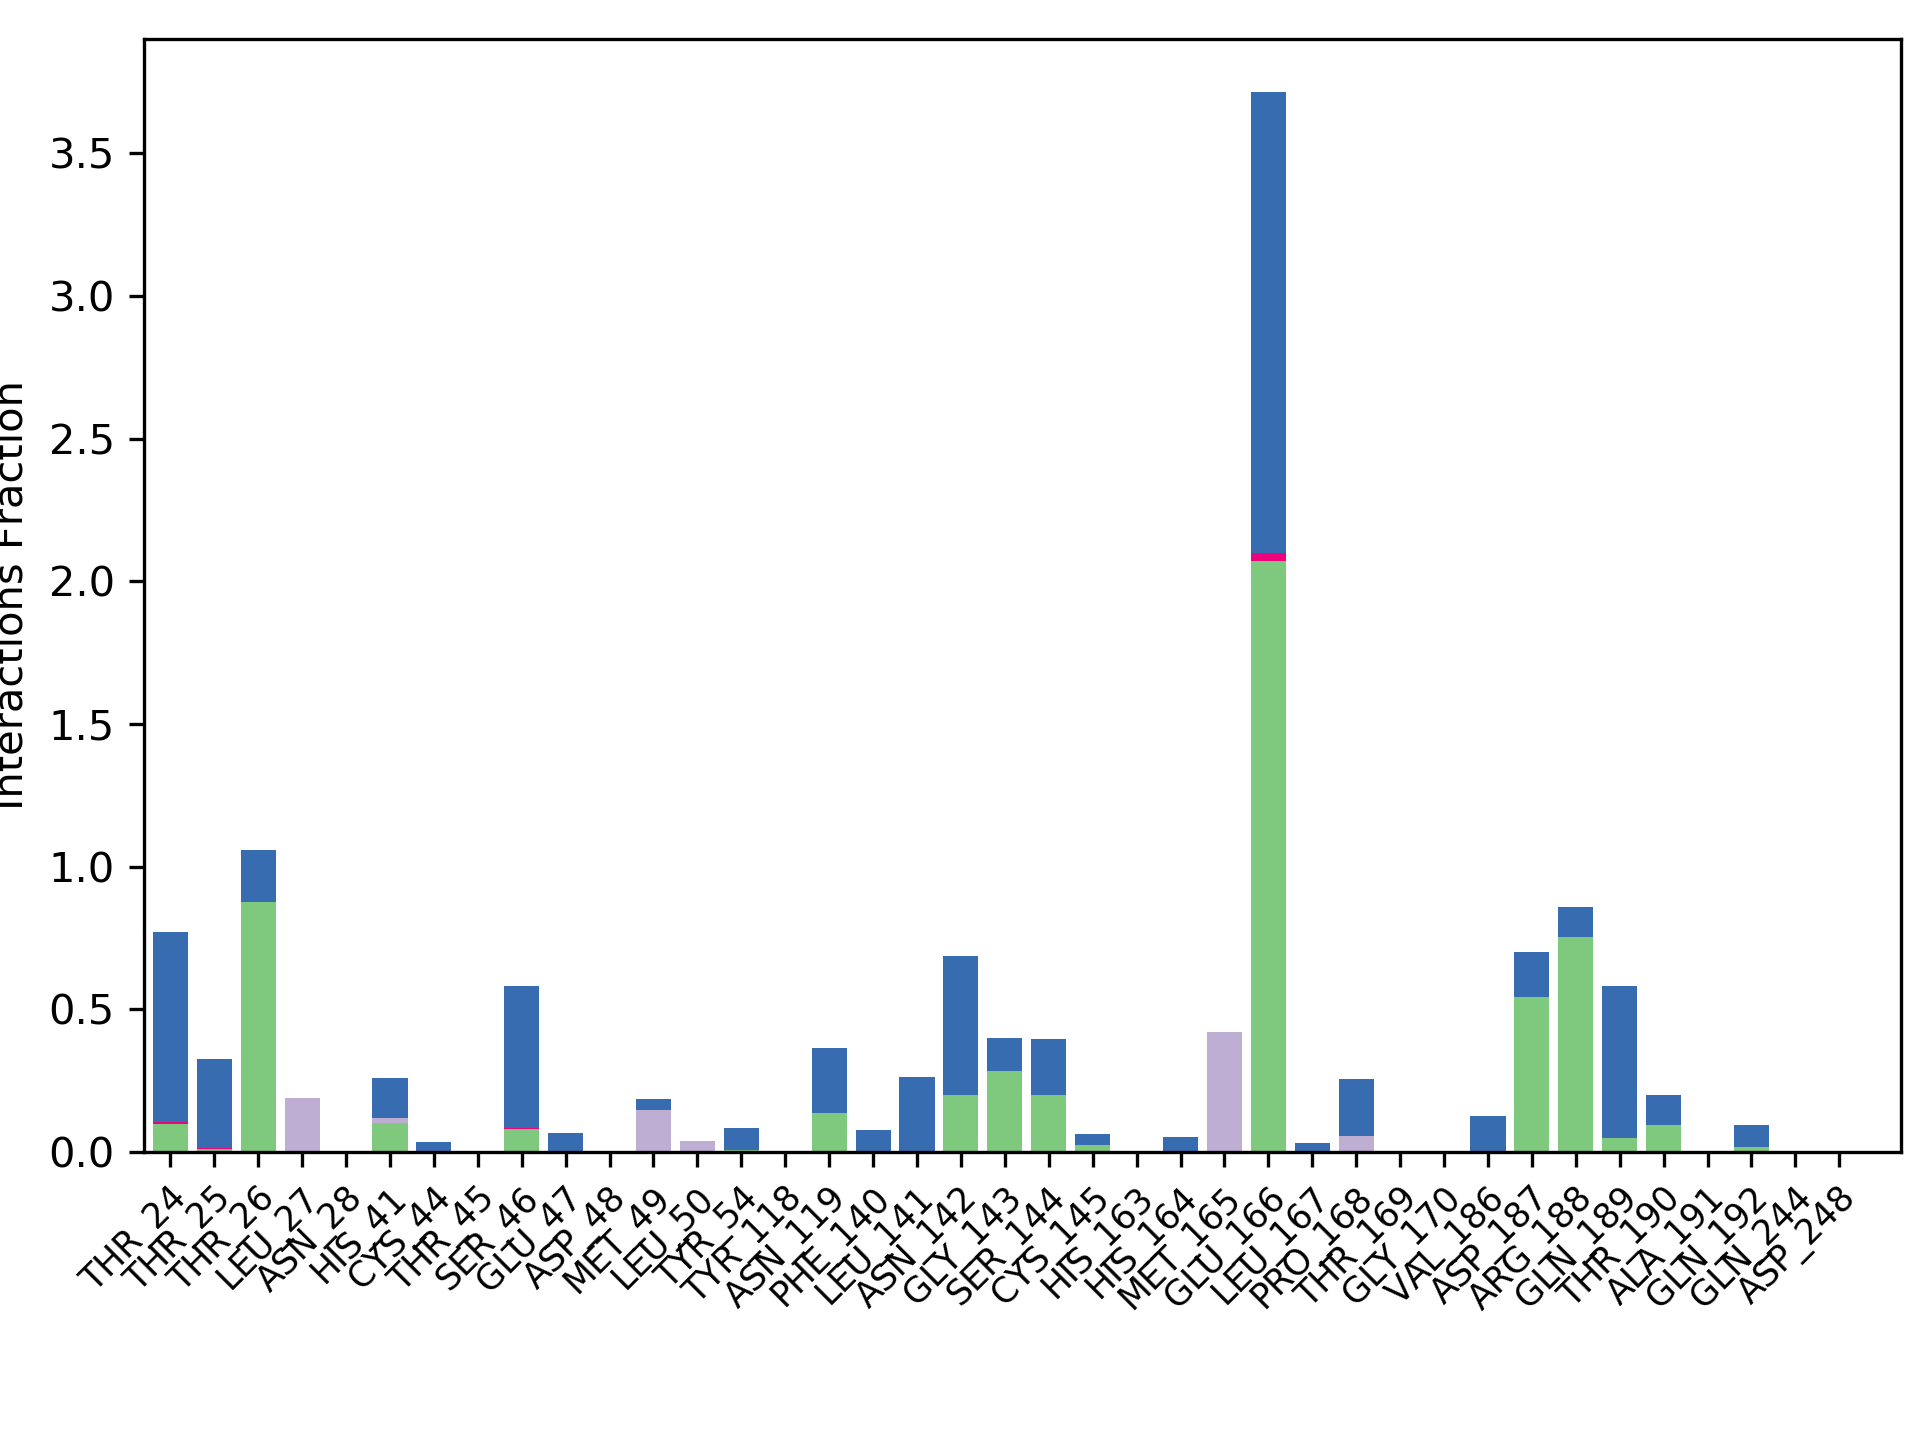 Interactions Fraction
3.5
3.0
2.5
2.0
1.5
1.0
0.5
0.0
THR_24
THR_25
THR_26
LEU_27
ASN_28
HIS_41
CYS_44
THR_45
SER_46
GLU_47
ASP_48
MET_49
LEU_50
TYR_54
TYR_118
ASN_119
PHE_140
LEU_141
ASN_142
GLY_143
SER_144
CYS_145
HIS_163
HIS_164
MET_165
GLU_166
LEU_167
PRO_168
THR_169
GLY_170
VAL_186
ASP_187
ARG_188
GLN_189
THR_190
ALA_191
GLN_192
GLN_244
ASP_248